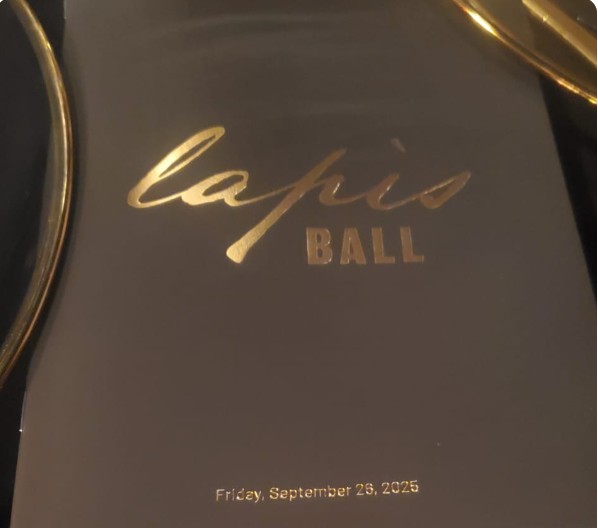 lapis
BALL
Friday, September 26, 2025